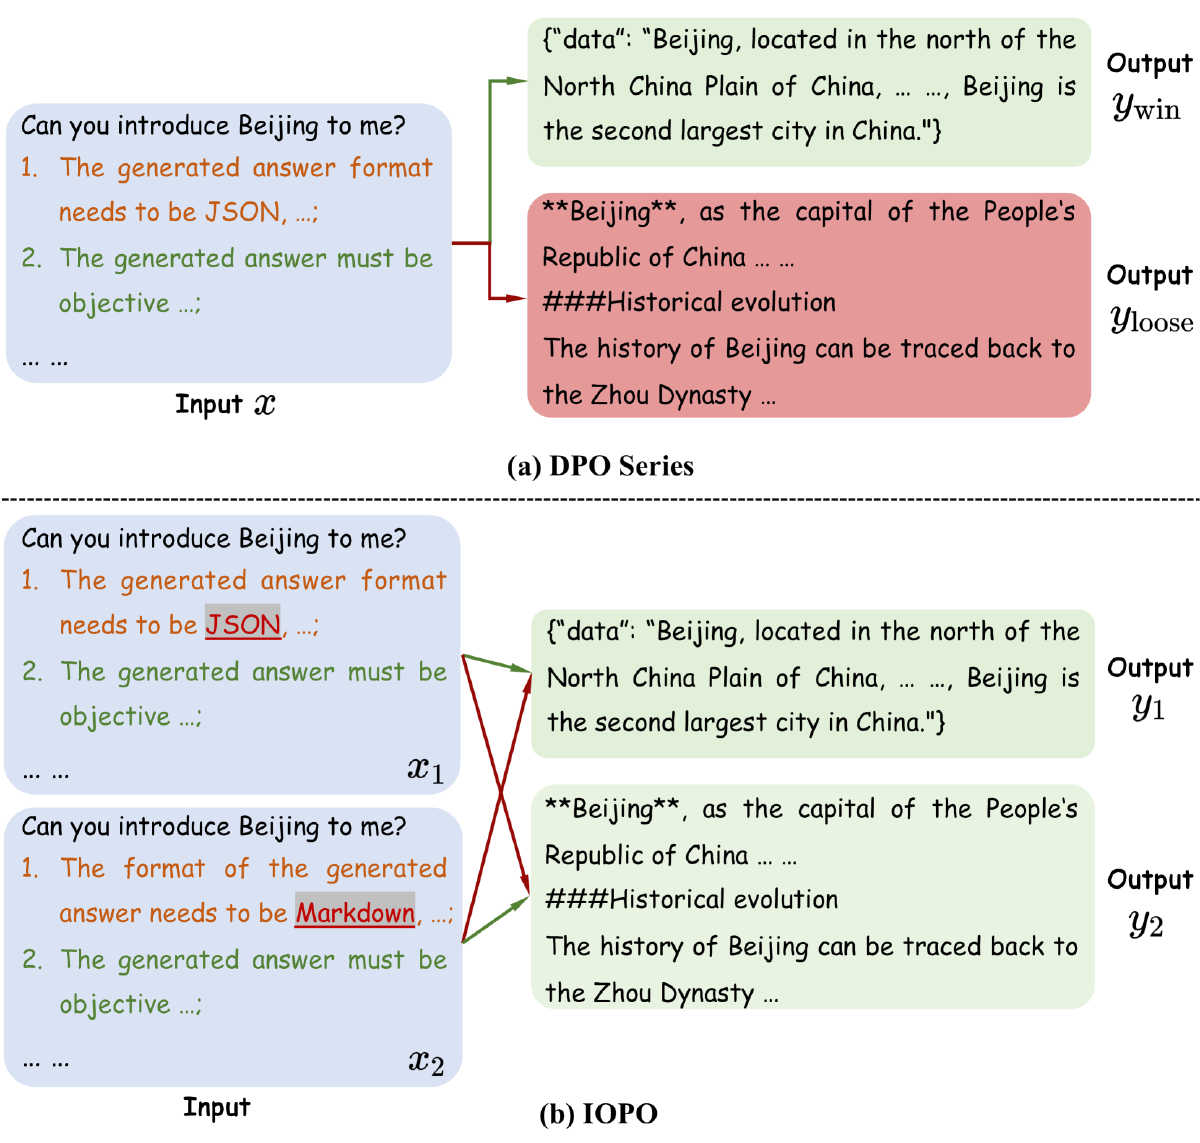 Can you introduce Beijing to me?
1. The generated answer format
needs to be JSON, ...;
2. The generated answer must be
objective ...;
... ...
Input x
{“data”: “Beijing, located in the north of the
North China Plain of China, ... ..., Beijing is
the second largest city in China."}
Output
y_win
**Beijing**, as the capital of the People's
Republic of China ... ...
###Historical evolution
The history of Beijing can be traced back to
the Zhou Dynasty ...
Output
y_loose
(a) DPO Series
Can you introduce Beijing to me?
1. The generated answer format
needs to be JSON, ...;
2. The generated answer must be
objective ...;
... ... x_1
Can you introduce Beijing to me?
1. The format of the generated
answer needs to be Markdown, ...;
2. The generated answer must be
objective ...;
... ... x_2
Input
{“data”: “Beijing, located in the north of the
North China Plain of China, ... ..., Beijing is
the second largest city in China."}
Output
y_1
**Beijing**, as the capital of the People's
Republic of China ... ...
###Historical evolution
The history of Beijing can be traced back to
the Zhou Dynasty ...
Output
y_2
(b) IOPO